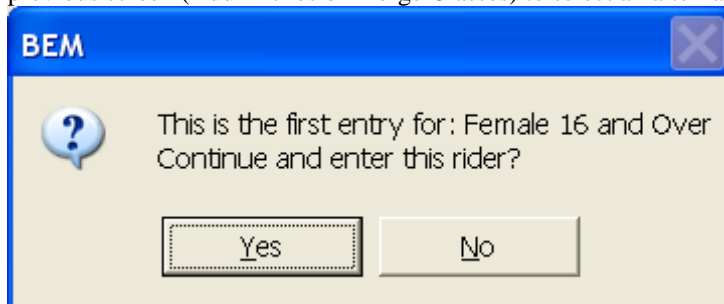 BEM
This is the first entry for: Female 16 and Over
Continue and enter this rider?
Yes
No